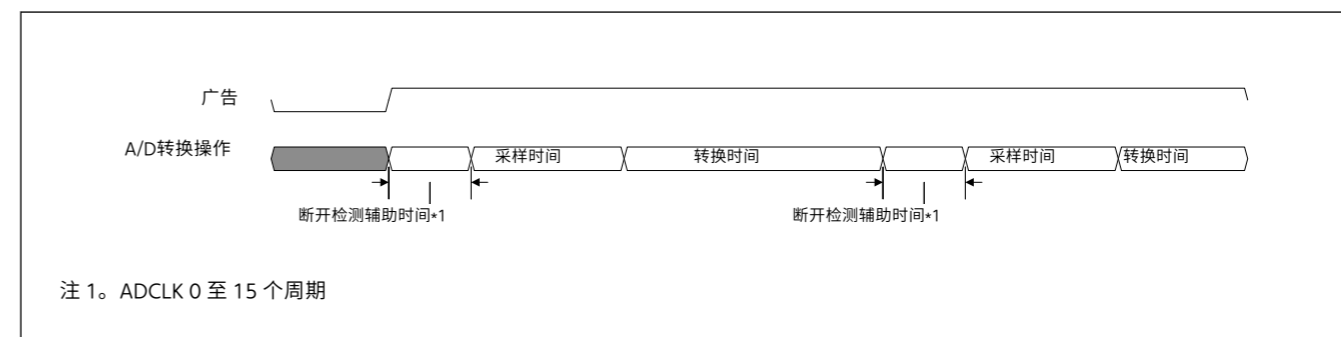 广告
A/D转换操作
采样时间 转换时间 采样时间 转换时间
断开检测辅助时间*1 断开检测辅助时间*1
注 1。ADCLK 0 至 15 个周期